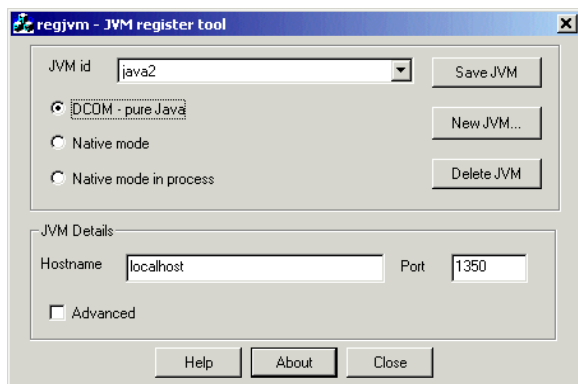 regjvm - JVM register tool
JVM id java2 Save JVM
DCOM - pure Java
New JVM...
Native mode
Native mode in process Delete JVM
JVM Details
Hostname localhost Port 1350
Advanced
Help About Close